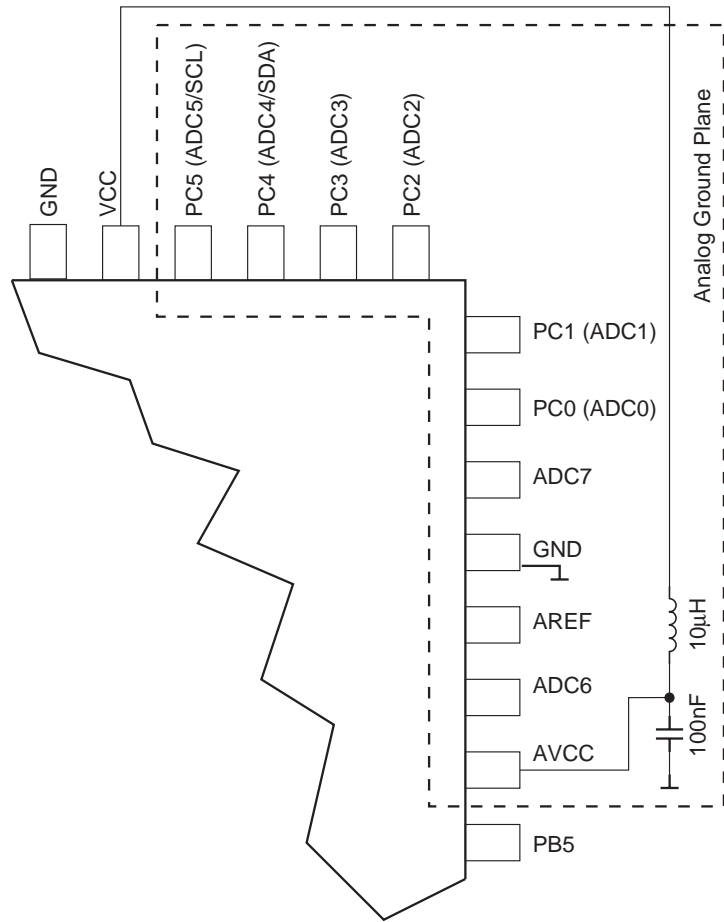 GND
VCC
PC5 (ADC5/SCL)
PC4 (ADC4/SDA)
PC3 (ADC3)
PC2 (ADC2)
Analog Ground Plane
PC1 (ADC1)
PC0 (ADC0)
ADC7
GND
AREF
ADC6
AVCC
PB5
10μH
100nF